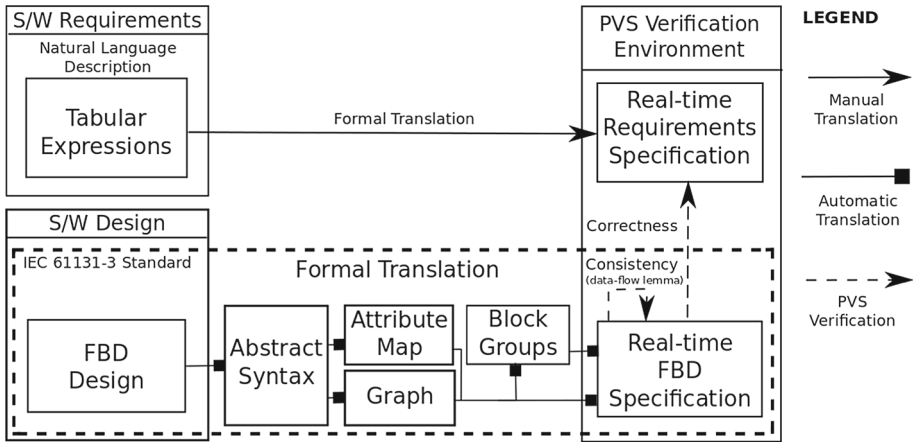 S/W Requirements
Natural Language
Description
Tabular
Expressions
Formal Translation
PVS Verification
Environment
Real-time
Requirements
Specification
LEGEND
Manual
Translation
Automatic
Translation
PVS
Verification
S/W Design
IEC 61131-3 Standard
Formal Translation
Correctness
Consistency
(data-flow lemma)
FBD
Design
Abstract
Syntax
Attribute
Map
Graph
Block
Groups
Real-time
FBD
Specification